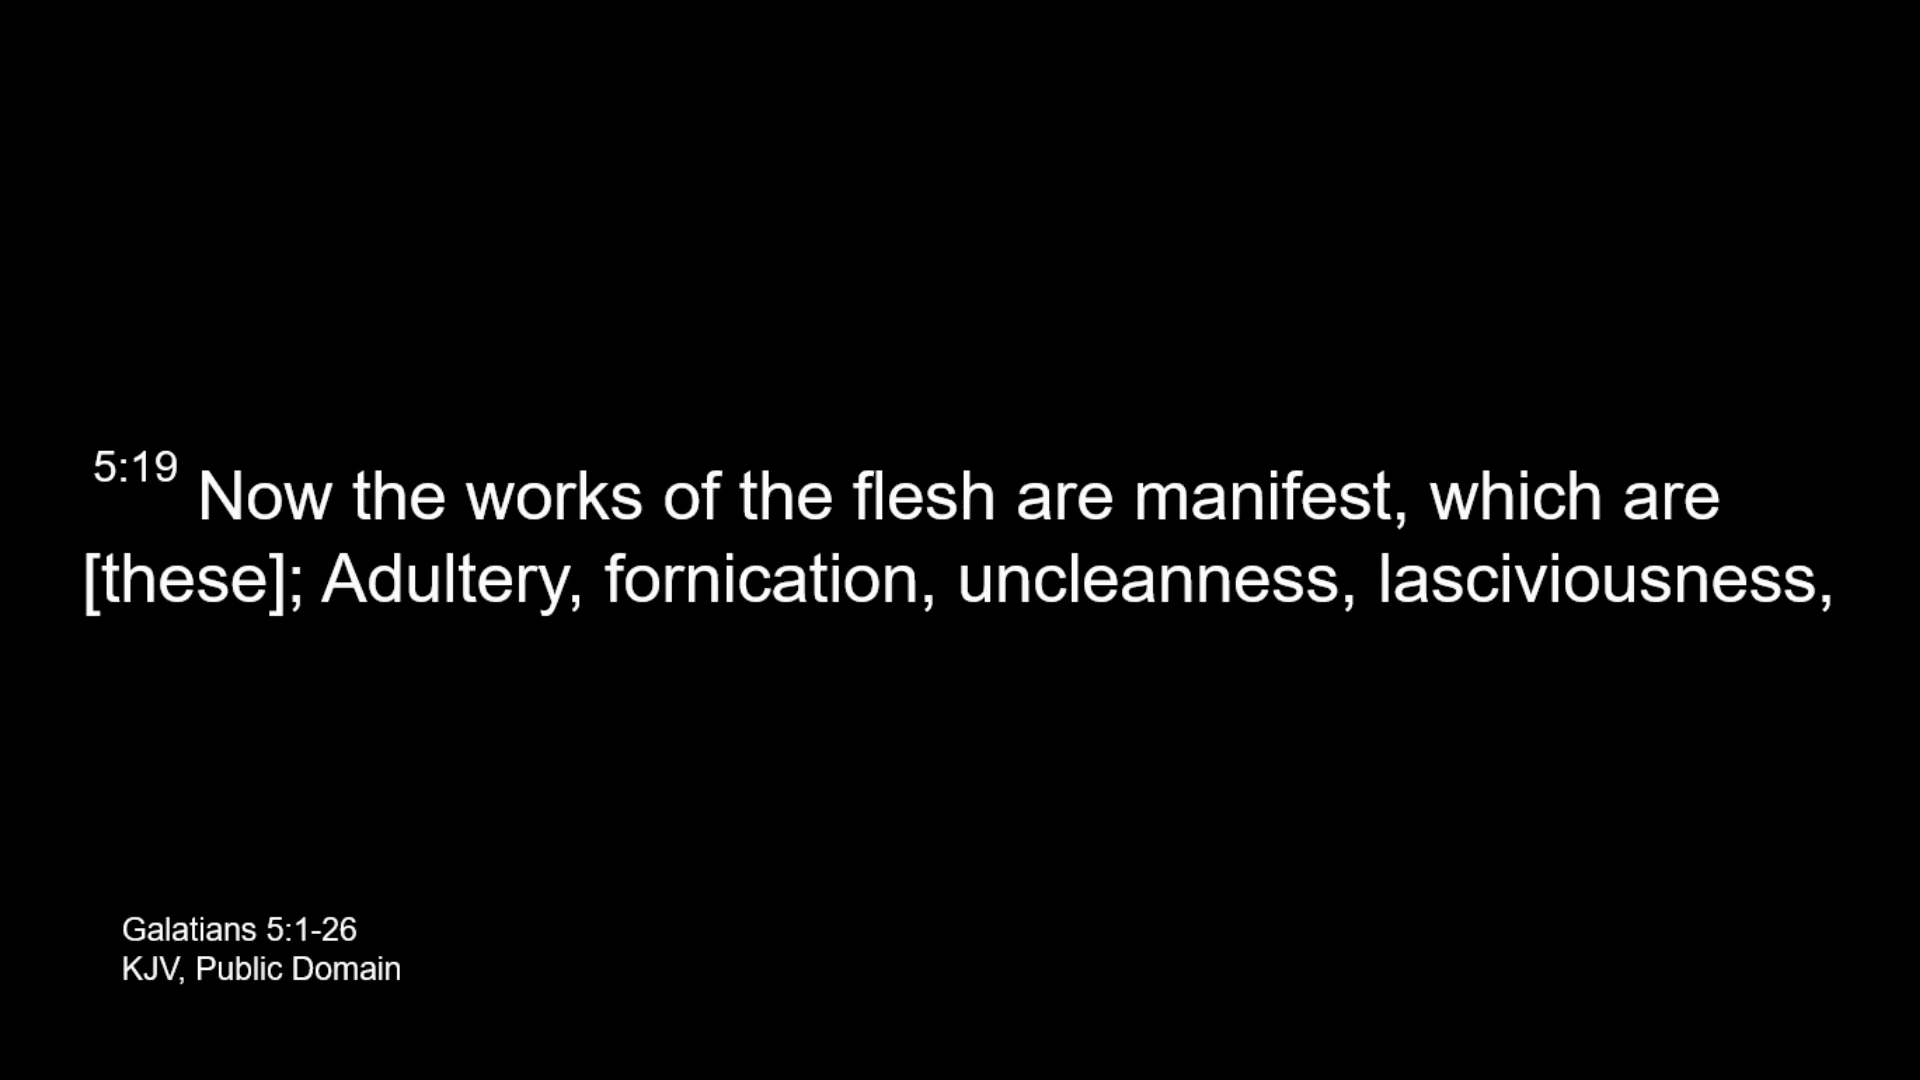 5:19 Now the works of the flesh are manifest, which are
[these]; Adultery, fornication, uncleanness, lasciviousness,
Galatians 5:1-26
KJV, Public Domain